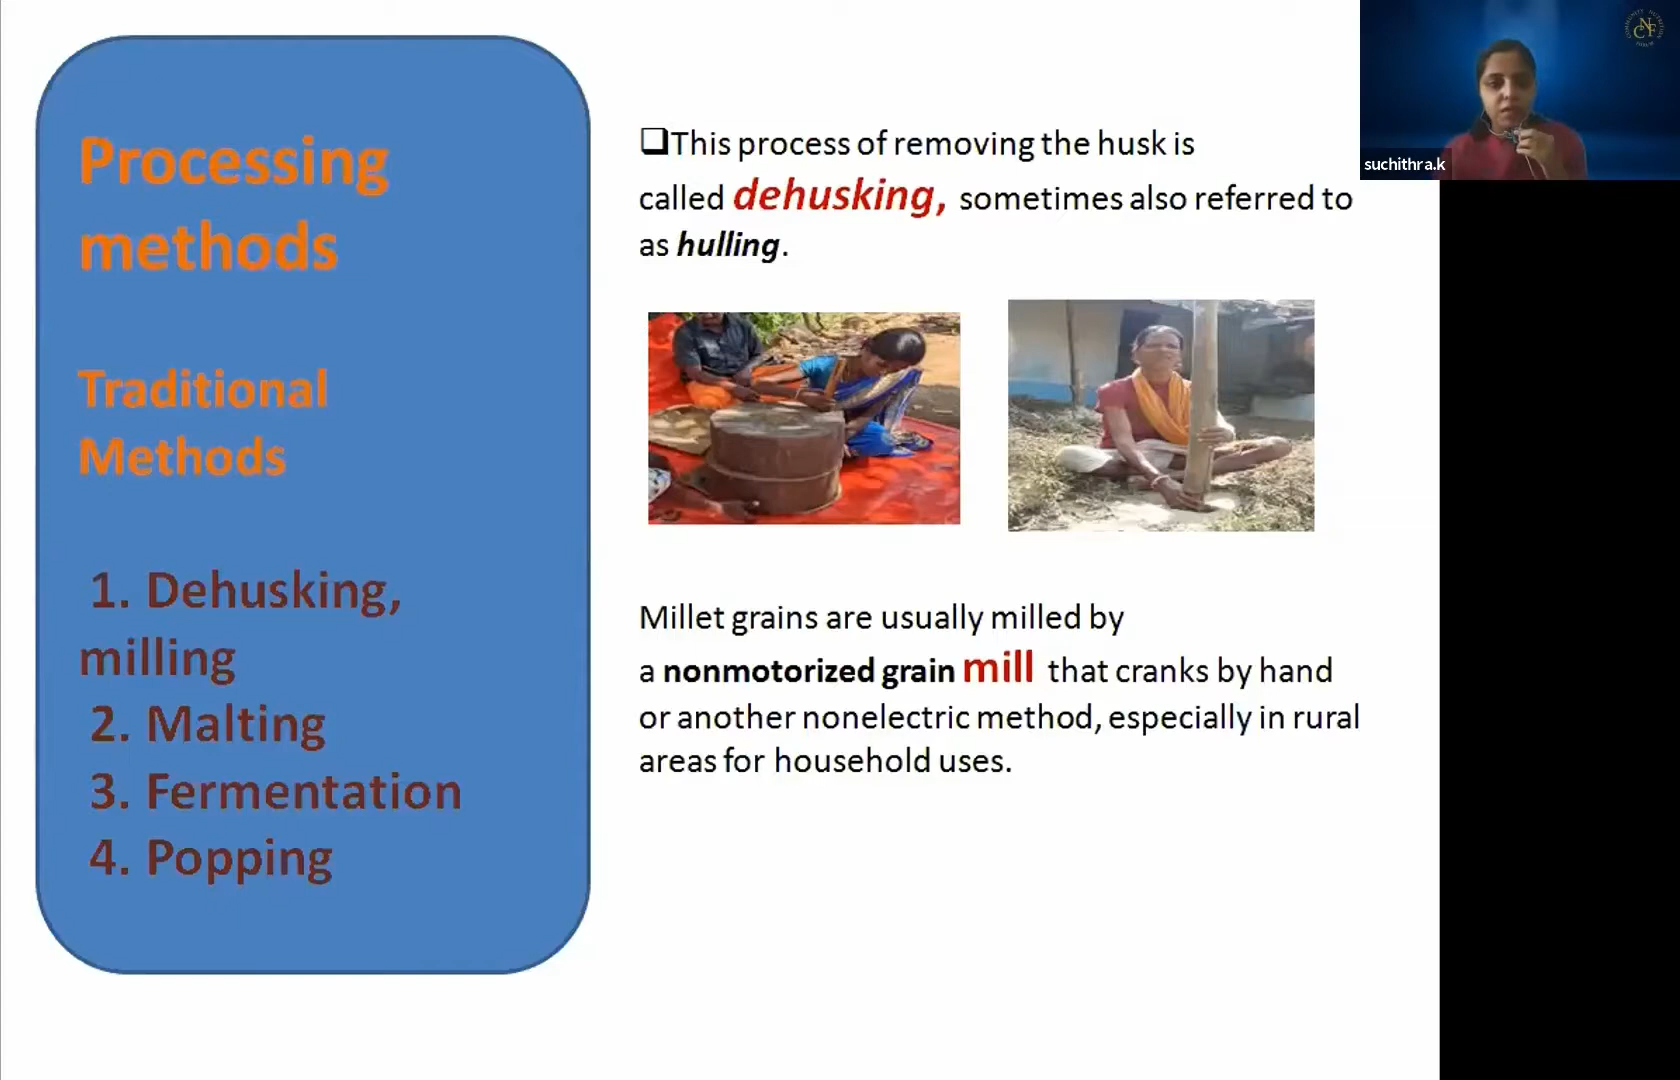 Processing
methods
Traditional
Methods
1. Dehusking,
milling
2. Malting
3. Fermentation
4. Popping
This process of removing the husk is
called dehusking, sometimes also referred to
as hulling.
Millet grains are usually milled by
a nonmotorized grain mill that cranks by hand
or another nonelectric method, especially in rural
areas for household uses.
suchithra.k